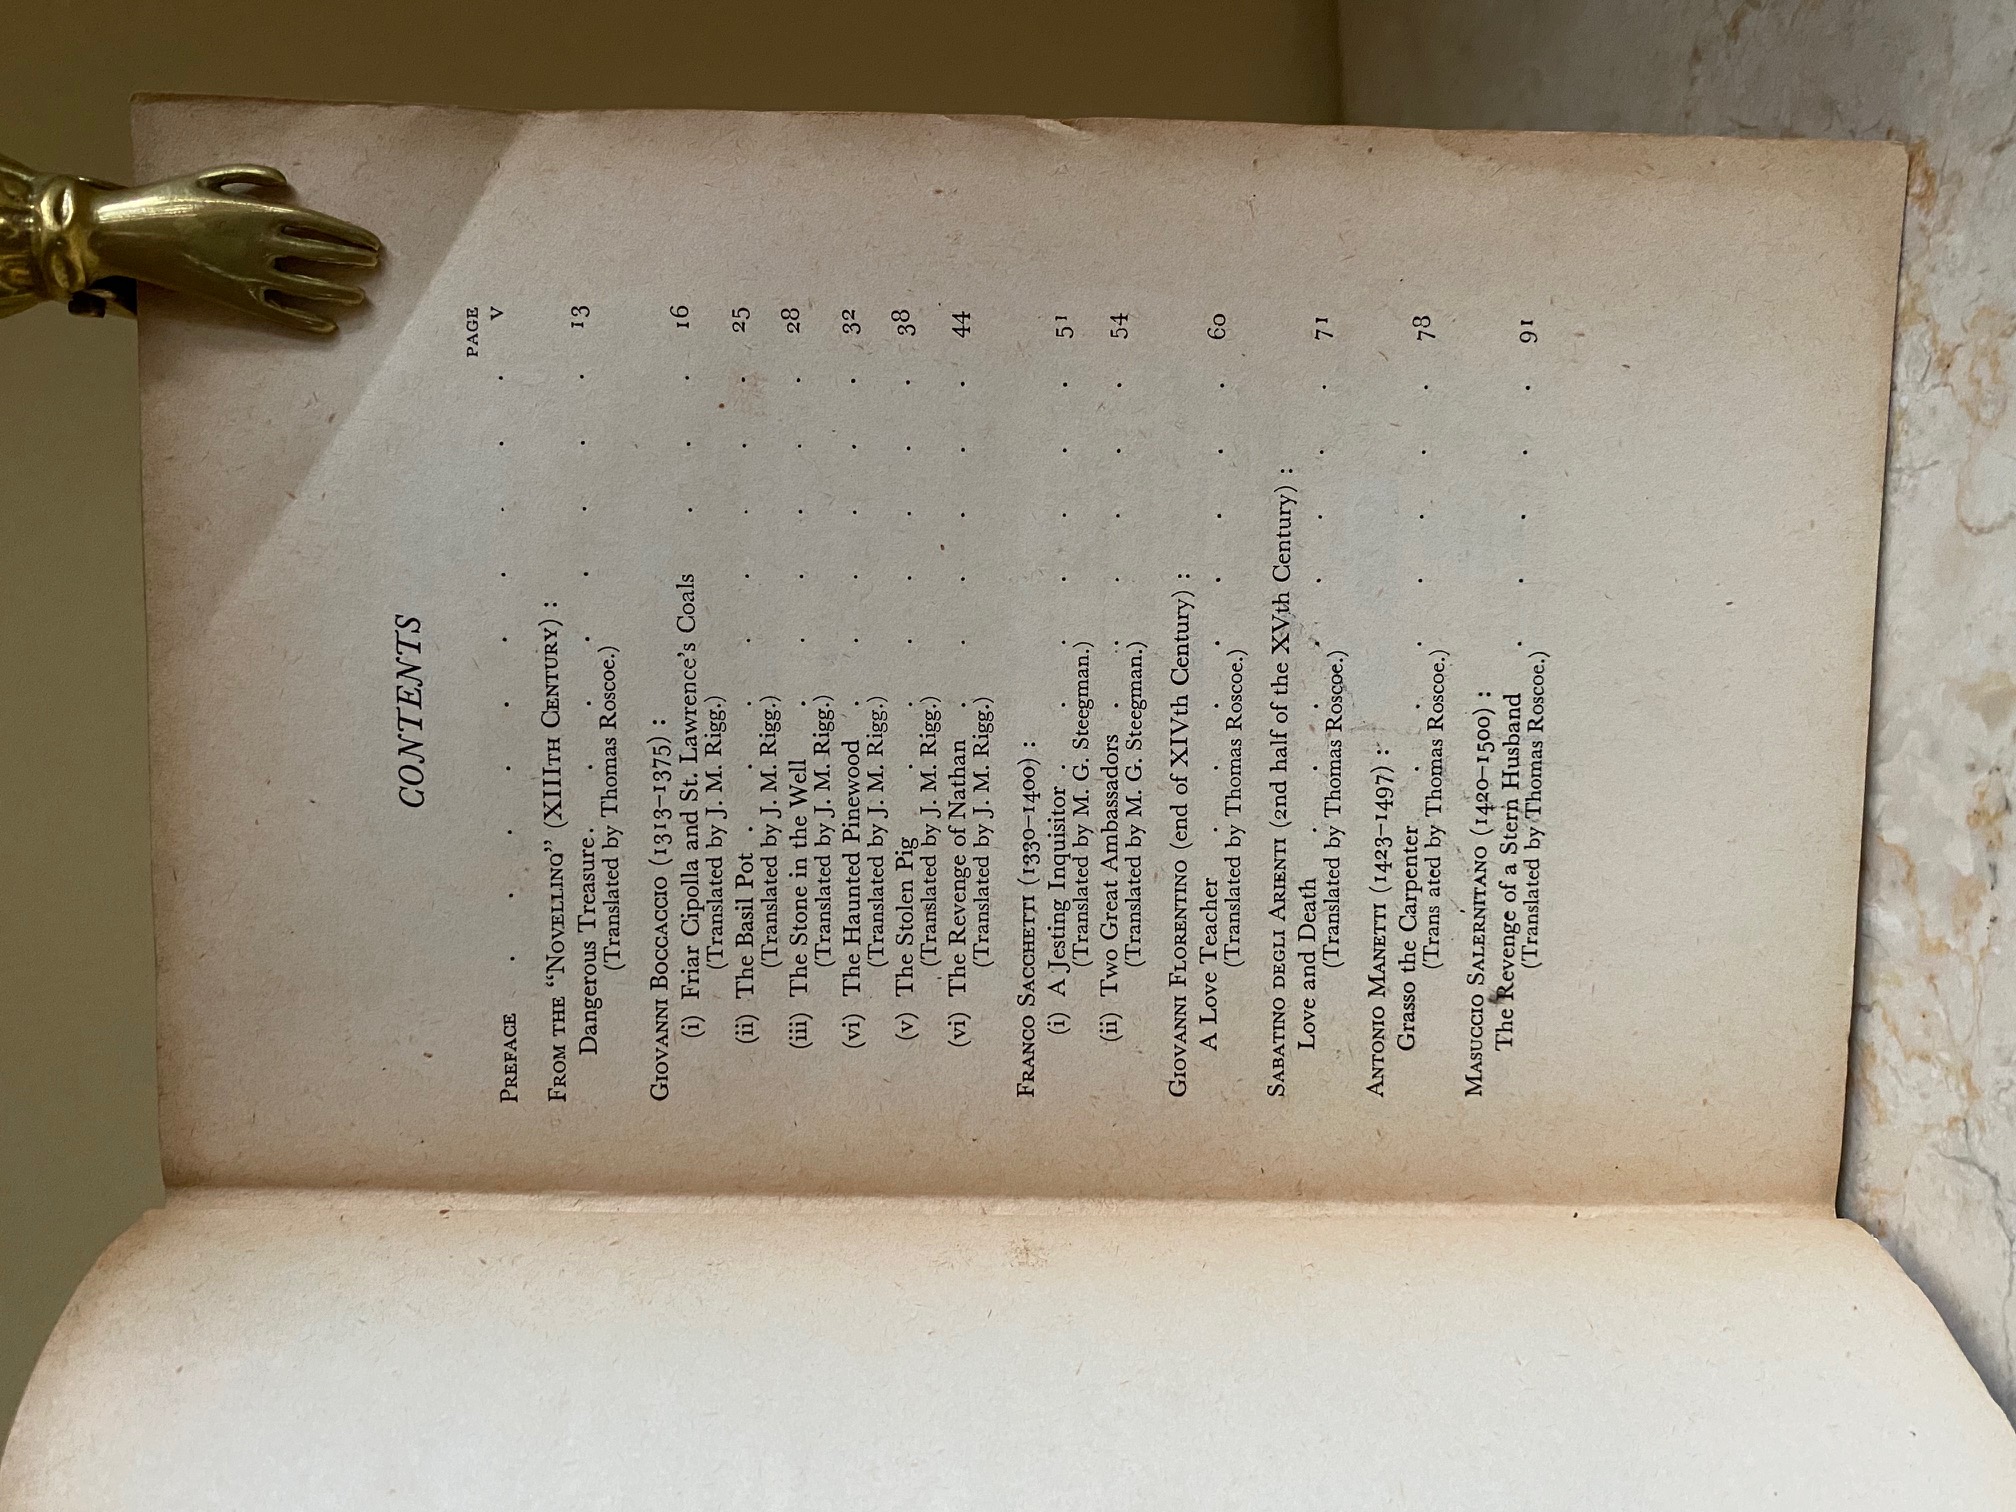 CONTENTS
PAGE
PREFACE . . . . . . . . . . v
FROM THE “NOVELLINO” (XIIITH CENTURY) :
Dangerous Treasure. . . . . . . . 13
(Translated by Thomas Roscoe.)
GIOVANNI BOCCACCIO (1313–1375) :
(i) Friar Cipolla and St. Lawrence’s Coals . . . 16
(Translated by J. M. Rigg.)
(ii) The Basil Pot . . . . . . . . 25
(Translated by J. M. Rigg.)
(iii) The Stone in the Well . . . . . . 28
(Translated by J. M. Rigg.)
(vi) The Haunted Pinewood . . . . . . 32
(Translated by J. M. Rigg.)
(v) The Stolen Pig . . . . . . . 38
(Translated by J. M. Rigg.)
(vi) The Revenge of Nathan . . . . . . 44
(Translated by J. M. Rigg.)
FRANCO SACCHETTI (1330–1400) :
(i) A Jesting Inquisitor . . . . . . . 51
(Translated by M. G. Steegman.)
(ii) Two Great Ambassadors . . . . . . 54
(Translated by M. G. Steegman.)
GIOVANNI FLORENTINO (end of XIVth Century) :
A Love Teacher . . . . . . . . 60
(Translated by Thomas Roscoe.)
SABATINO DEGLI ARIENTI (2nd half of the XVth Century) :
Love and Death . . . . . . . . 71
(Translated by Thomas Roscoe.)
ANTONIO MANETTI (1423–1497) :
Grasso the Carpenter . . . . . . . 78
(Trans ated by Thomas Roscoe.)
MASUCCIO SALERNITANO (1420–1500) :
The Revenge of a Stern Husband . . . . . 91
(Translated by Thomas Roscoe.)